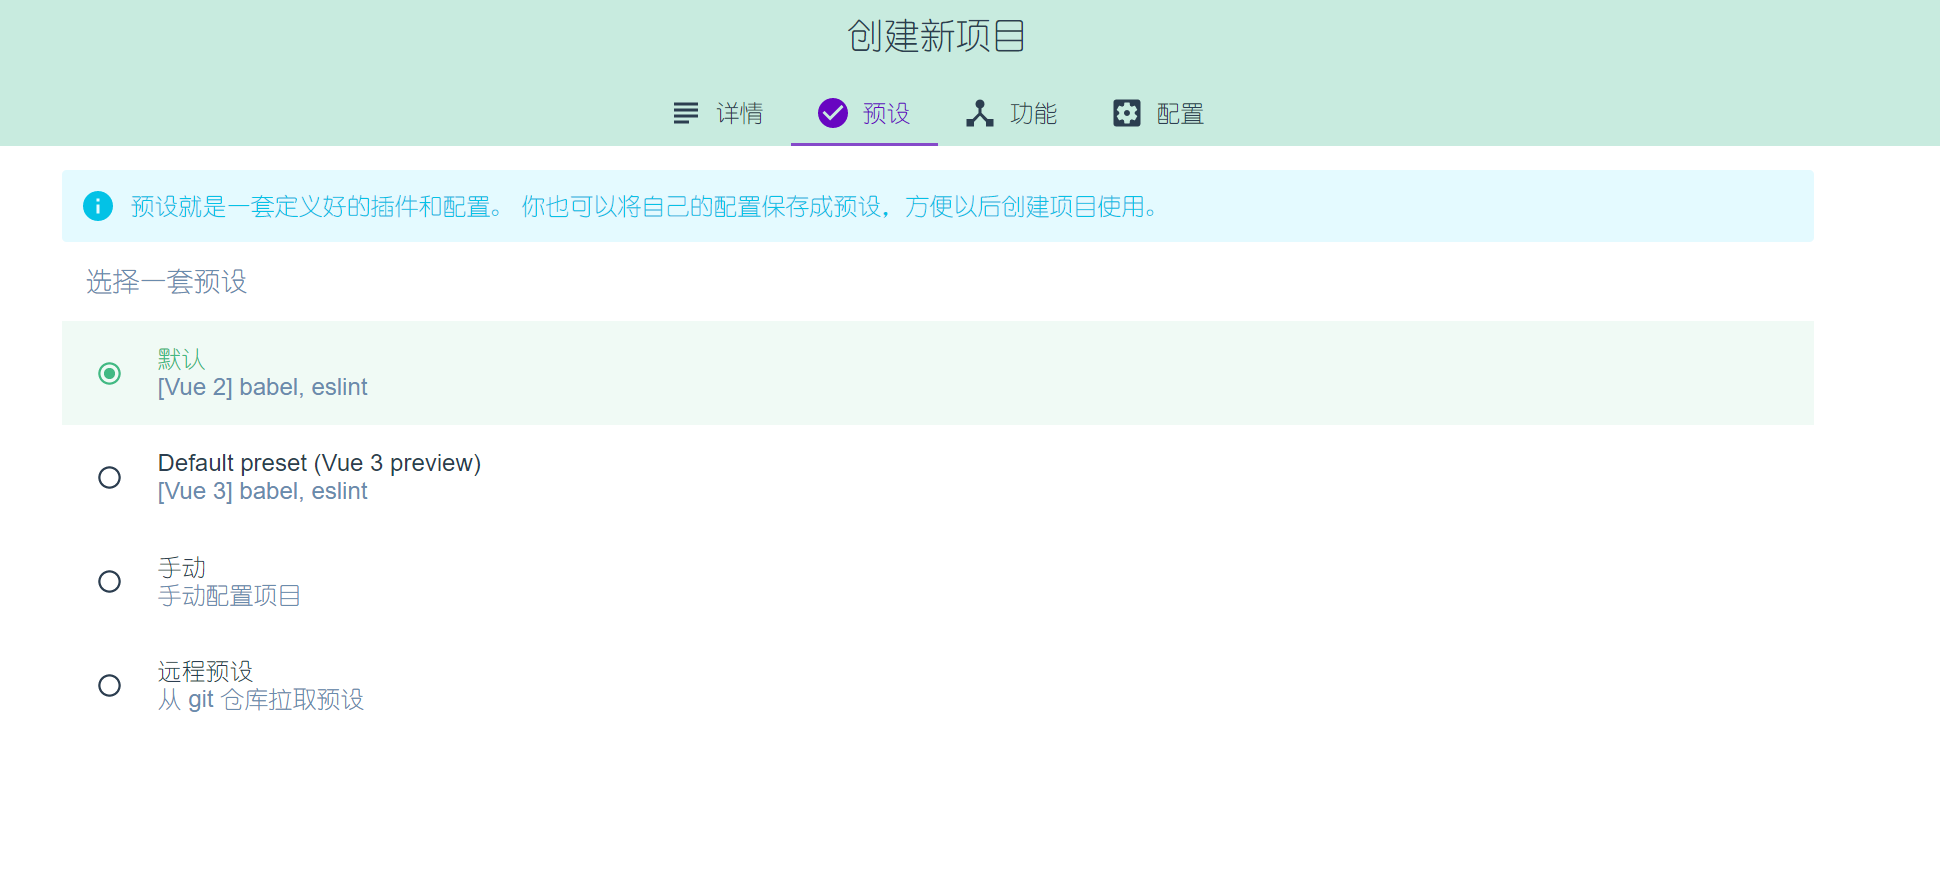 创建新项目
详情 预设 功能 配置
预设就是一套定义好的插件和配置。 你也可以将自己的配置保存成预设，方便以后创建项目使用。
选择一套预设
默认
[Vue 2] babel, eslint
Default preset (Vue 3 preview)
[Vue 3] babel, eslint
手动
手动配置项目
远程预设
从 git 仓库拉取预设